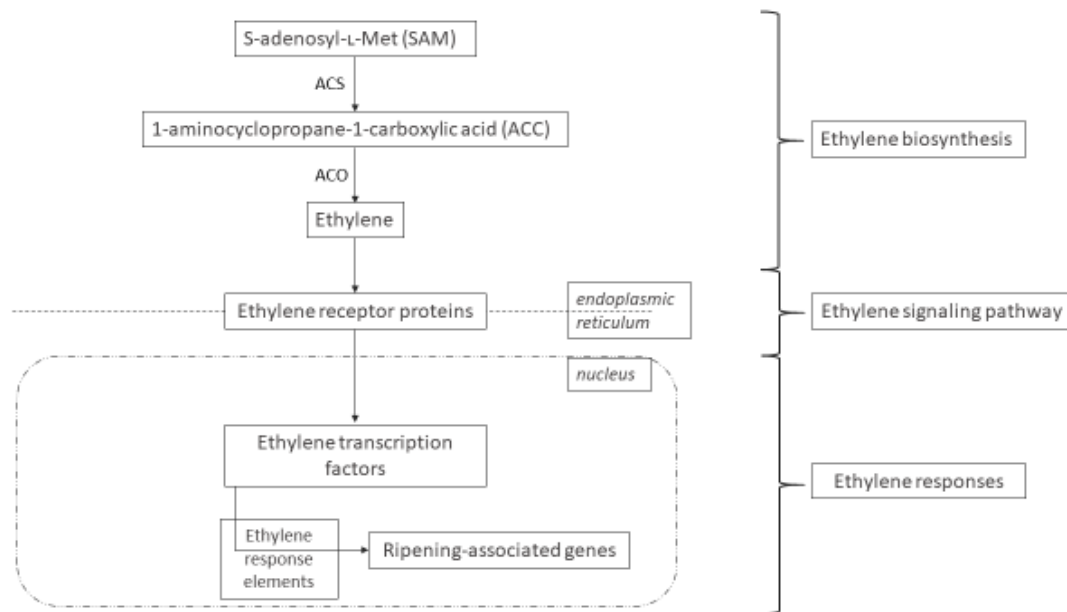 S-adenosyl-ʟ-Met (SAM)
ACS
1-aminocyclopropane-1-carboxylic acid (ACC)
Ethylene biosynthesis
ACO
Ethylene
Ethylene receptor proteins
endoplasmic
reticulum
Ethylene signaling pathway
nucleus
Ethylene transcription
factors
Ethylene responses
Ethylene
response
elements
Ripening-associated genes